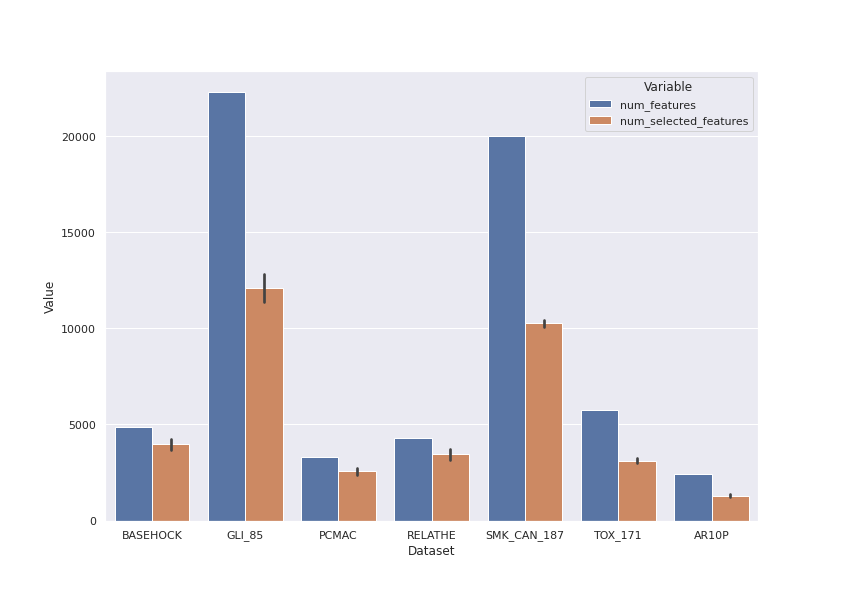 Variable
num_features
num_selected_features
20000
15000
10000
5000
0
Value
BASEHOCK GLI_85 PCMAC RELATHE SMK_CAN_187 TOX_171 AR10P
Dataset